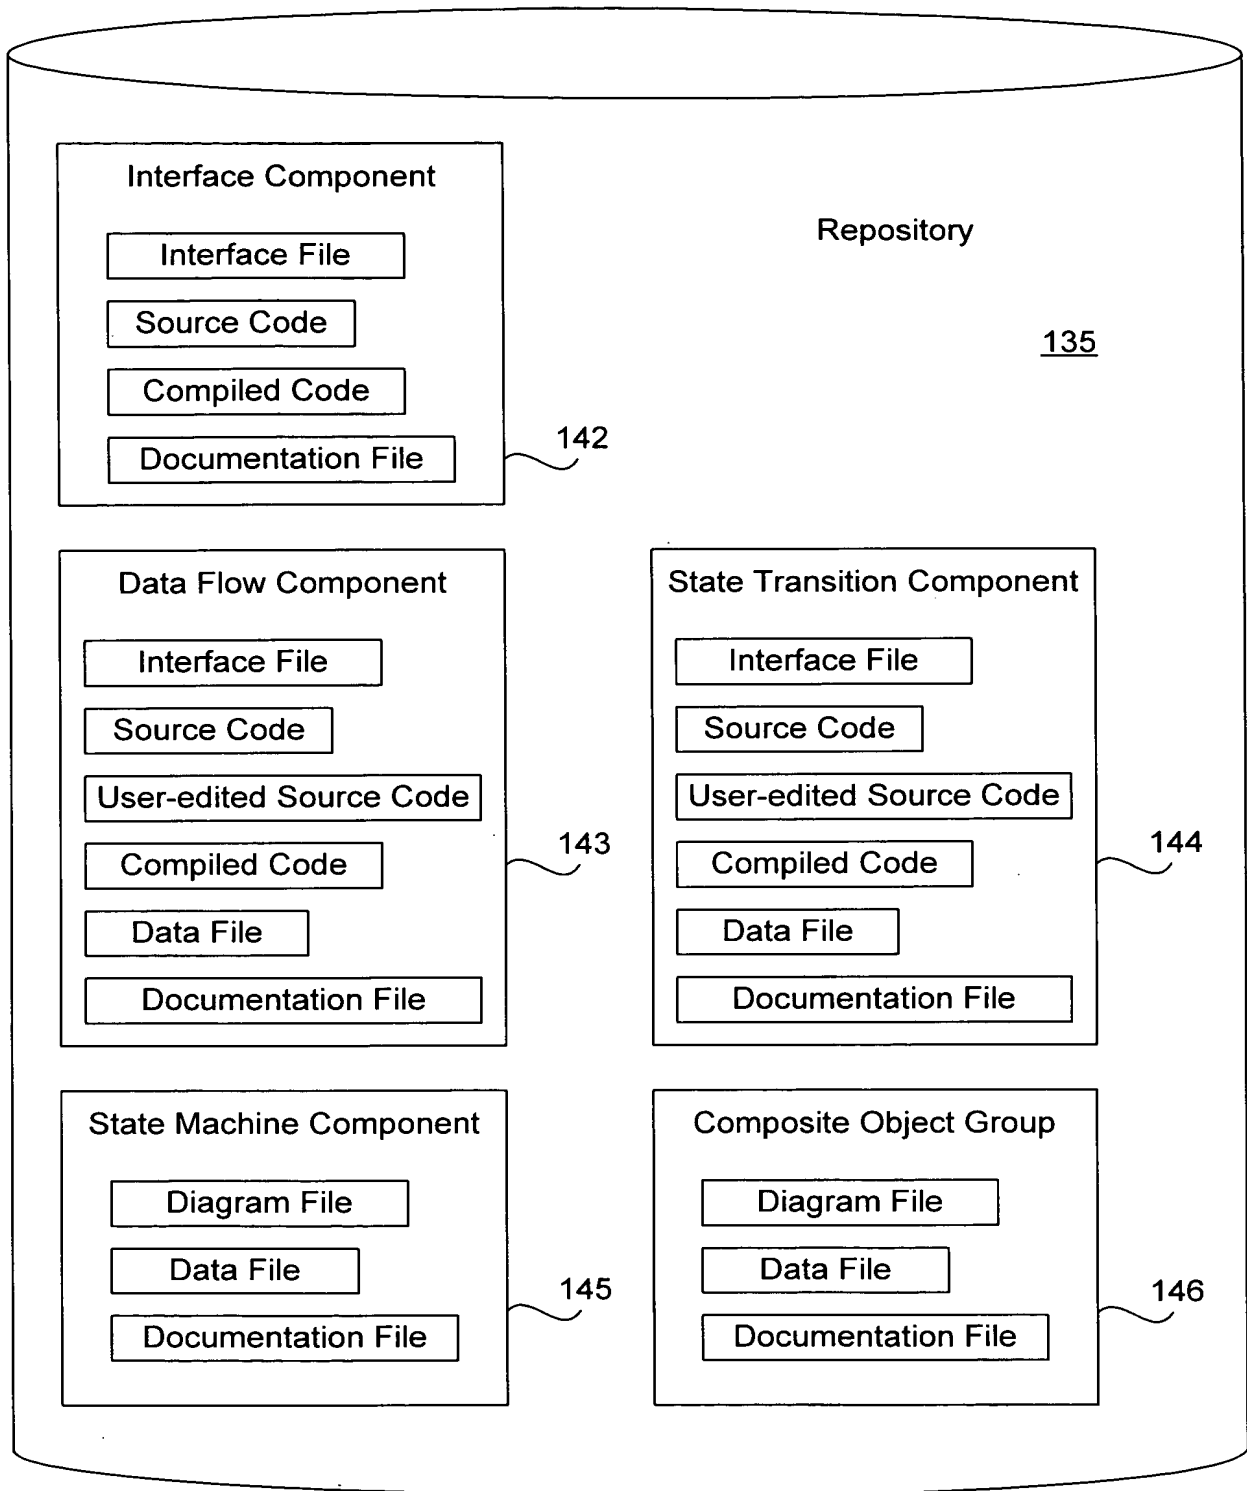 Interface Component
Interface File
Source Code
Compiled Code
Documentation File
142
Repository
135
Data Flow Component
Interface File
Source Code
User-edited Source Code
Compiled Code
Data File
Documentation File
143
State Transition Component
Interface File
Source Code
User-edited Source Code
Compiled Code
Data File
Documentation File
144
State Machine Component
Diagram File
Data File
Documentation File
145
Composite Object Group
Diagram File
Data File
Documentation File
146